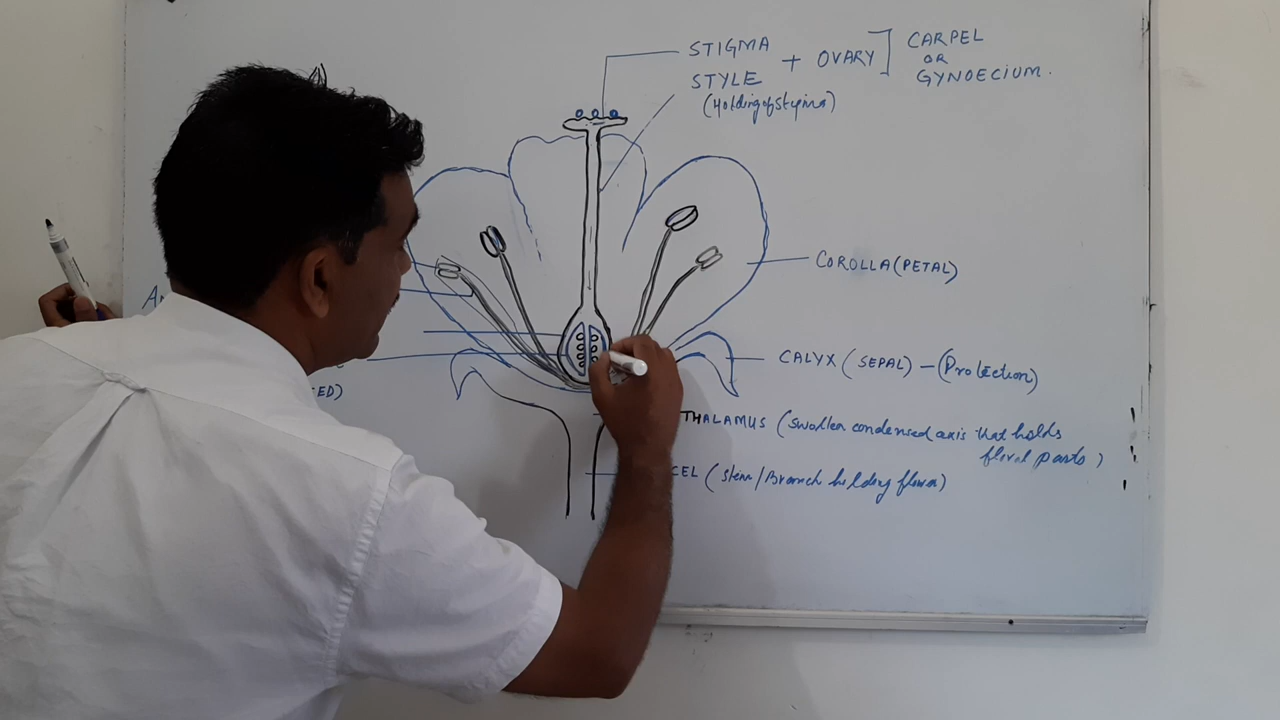 STIGMA
STYLE + OVARY ] CARPEL
OR
GYNOECIUM.
(Holding of Stigma)
COROLLA (PETAL)
CALYX (SEPAL) - (Protection)
THALAMUS (Swollen condensed axis that holds
floral parts)
CEL (Stem/Branch holding flower)
An
ED)